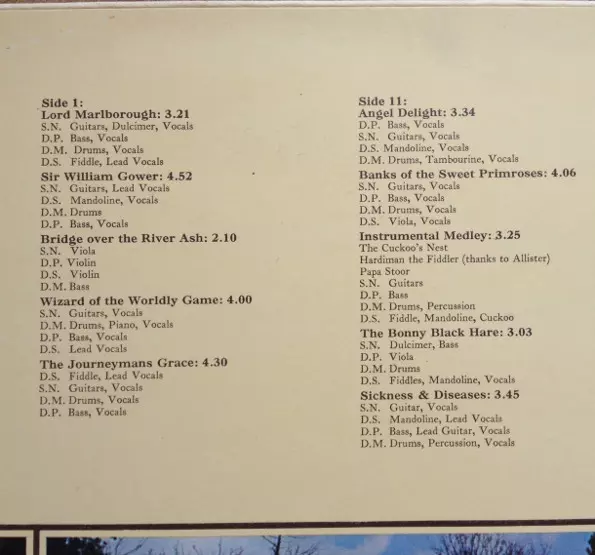 Side 1:
Lord Marlborough: 3.21
S.N. Guitars, Dulcimer, Vocals
D.P. Bass, Vocals
D.M. Drums, Vocals
D.S. Fiddle, Lead Vocals
Sir William Gower: 4.52
S.N. Guitars, Lead Vocals
D.S. Mandoline, Vocals
D.M. Drums
D.P. Bass, Vocals
Bridge over the River Ash: 2.10
S.N. Viola
D.P. Violin
D.S. Violin
D.M. Bass
Wizard of the Worldly Game: 4.00
S.N. Guitars, Vocals
D.M. Drums, Piano, Vocals
D.P. Bass, Vocals
D.S. Lead Vocals
The Journeymans Grace: 4.30
D.S. Fiddle, Lead Vocals
S.N. Guitars, Vocals
D.M. Drums, Vocals
D.P. Bass, Vocals
Side 11:
Angel Delight: 3.34
D.P. Bass, Vocals
S.N. Guitars, Vocals
D.S. Mandoline, Vocals
D.M. Drums, Tambourine, Vocals
Banks of the Sweet Primroses: 4.06
S.N. Guitars, Vocals
D.P. Bass, Vocals
D.M. Drums, Vocals
D.S. Viola, Vocals
Instrumental Medley: 3.25
The Cuckoo's Nest
Hardiman the Fiddler (thanks to Allister)
Papa Stoor
S.N. Guitars
D.P. Bass
D.M. Drums, Percussion
D.S. Fiddle, Mandoline, Cuckoo
The Bonny Black Hare: 3.03
S.N. Dulcimer, Bass
D.P. Viola
D.M. Drums
D.S. Fiddles, Mandoline, Vocals
Sickness & Diseases: 3.45
S.N. Guitar, Vocals
D.S. Mandoline, Lead Vocals
D.P. Bass, Lead Guitar, Vocals
D.M. Drums, Percussion, Vocals